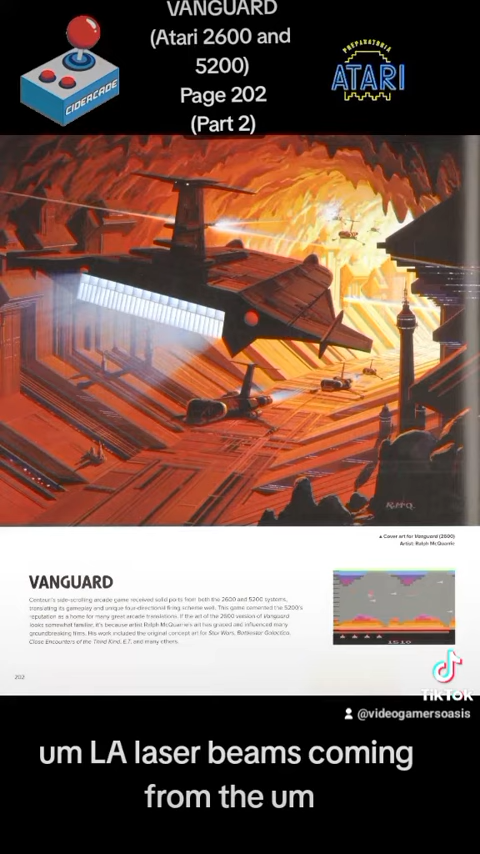 VANGUARD
(Atari 2600 and
5200)
Page 202
(Part 2)
CIDERCADE
PREPARATORIA
ATARI
RMcQ.
▲ Cover art for Vanguard (2600)
Artist: Ralph McQuarrie
VANGUARD
Centuri's side-scrolling arcade game received solid ports from both the 2600 and 5200 systems,
translating its gameplay and unique four-directional firing scheme well. This game cemented the 5200's
reputation as a home for many great arcade translations. If the art of the 2600 version of Vanguard
looks somewhat familiar, it's because artist Ralph McQuarrie's art has graced and influenced many
groundbreaking films. His work included the original concept art for Star Wars, Battlestar Galactica,
Close Encounters of the Third Kind, E.T. and many others.
1510
202
TikTok
@videogamersoasis
um LA laser beams coming
from the um